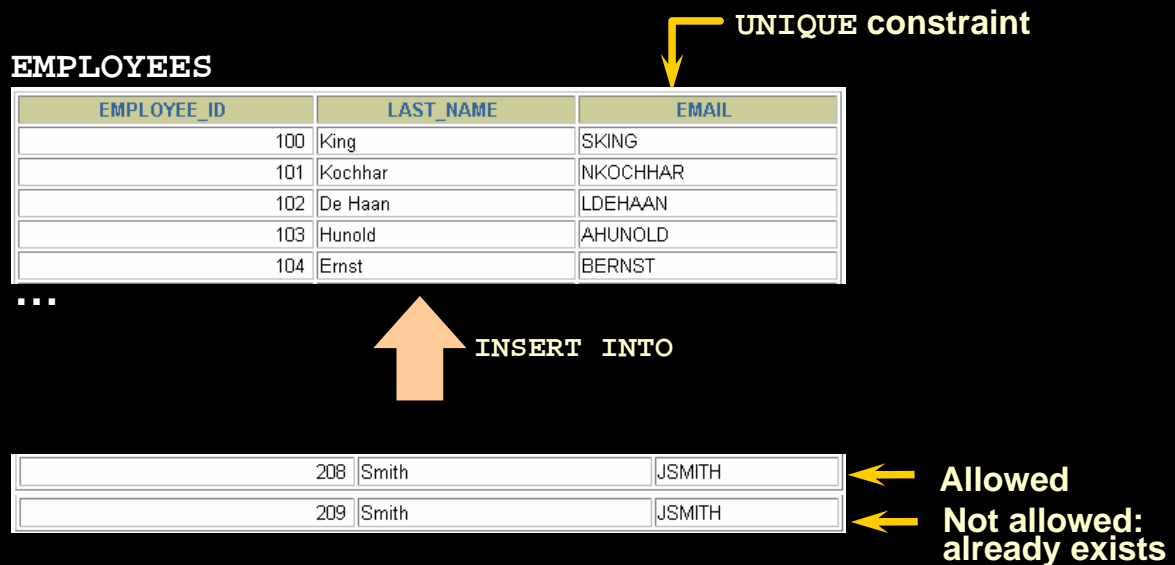 UNIQUE constraint
EMPLOYEES
EMPLOYEE_ID LAST_NAME EMAIL
100 King SKING
101 Kochhar NKOCHHAR
102 De Haan LDEHAAN
103 Hunold AHUNOLD
104 Ernst BERNST
…
INSERT INTO
208 Smith JSMITH Allowed
209 Smith JSMITH Not allowed:
already exists